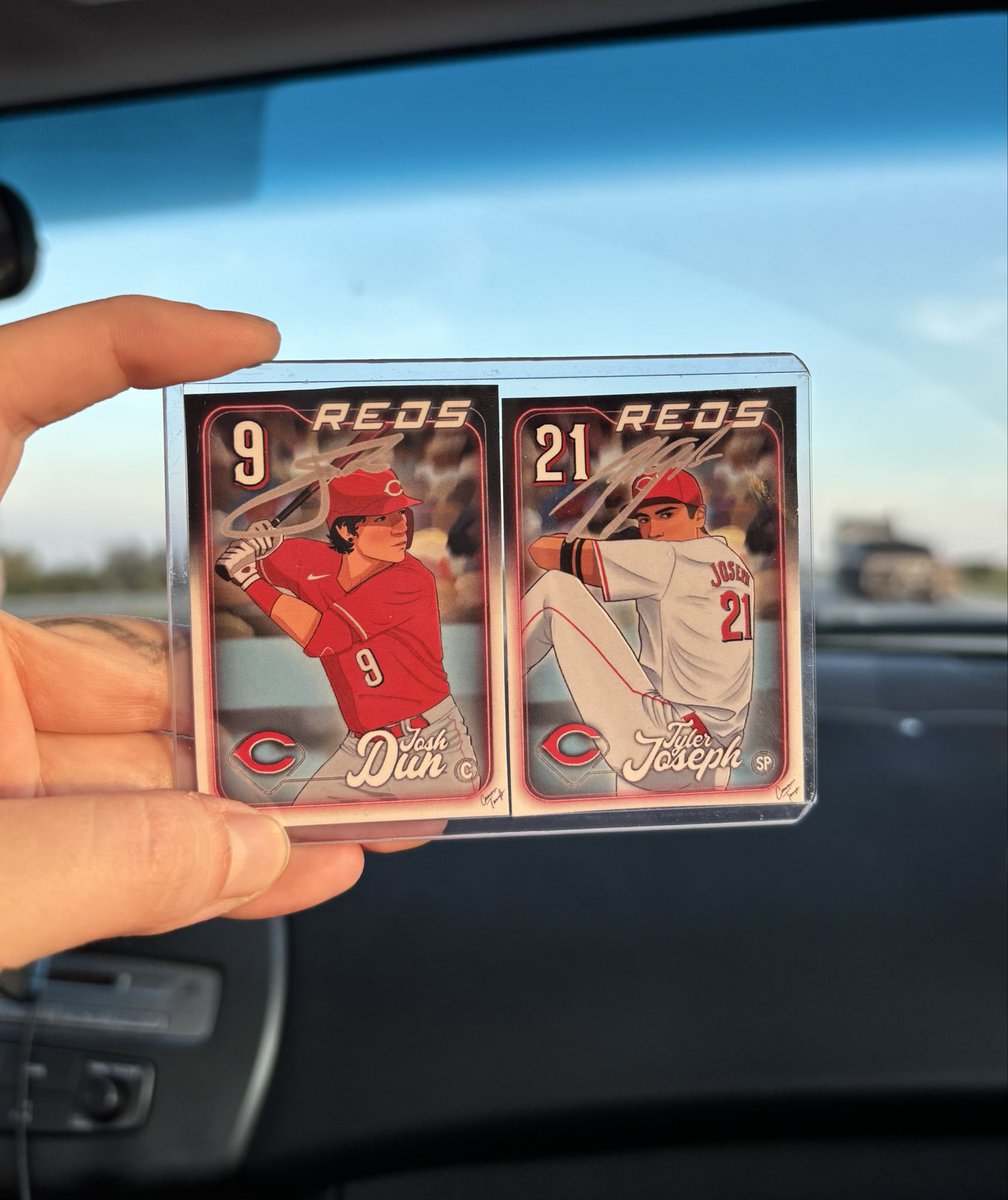 REDS
9
9
Josh
Dun
C
REDS
21
JOSEPH
21
Tyler
Joseph
SP